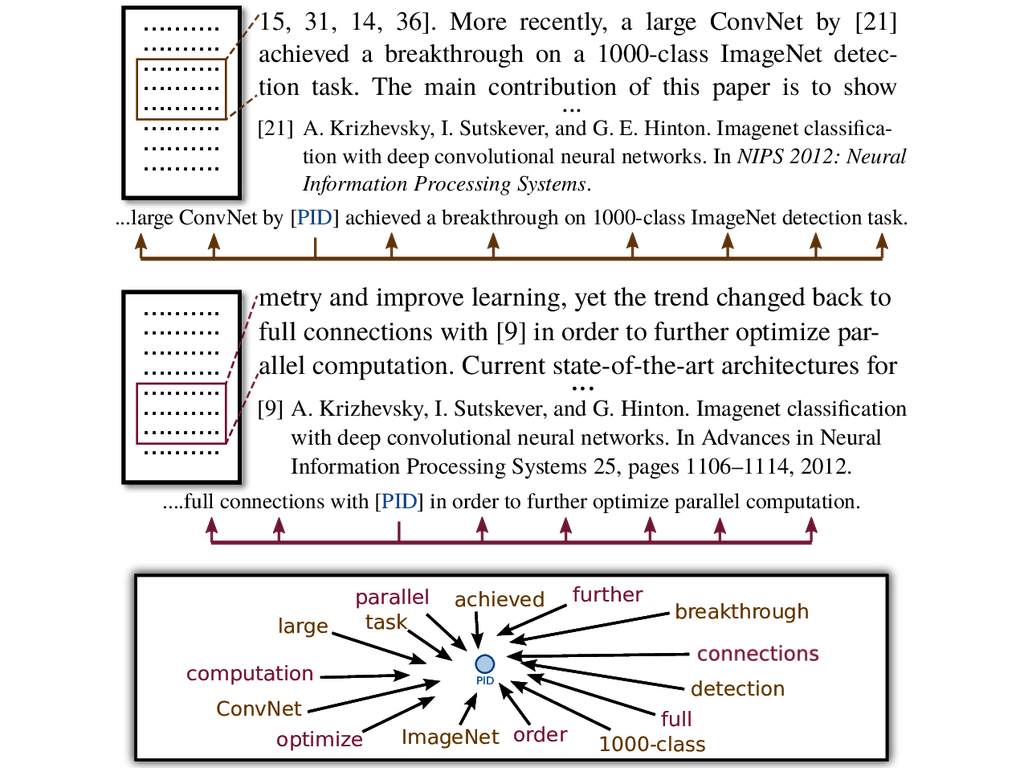 15, 31, 14, 36]. More recently, a large ConvNet by [21]
achieved a breakthrough on a 1000-class ImageNet detec-
tion task. The main contribution of this paper is to show
...
[21] A. Krizhevsky, I. Sutskever, and G. E. Hinton. Imagenet classifica-
tion with deep convolutional neural networks. In NIPS 2012: Neural
Information Processing Systems.
...large ConvNet by [PID] achieved a breakthrough on 1000-class ImageNet detection task.
metry and improve learning, yet the trend changed back to
full connections with [9] in order to further optimize par-
allel computation. Current state-of-the-art architectures for
...
[9] A. Krizhevsky, I. Sutskever, and G. Hinton. Imagenet classification
with deep convolutional neural networks. In Advances in Neural
Information Processing Systems 25, pages 1106–1114, 2012.
....full connections with [PID] in order to further optimize parallel computation.
parallel
achieved
further
breakthrough
task
large
connections
computation
PID
detection
ConvNet
full
optimize
ImageNet
order
1000-class